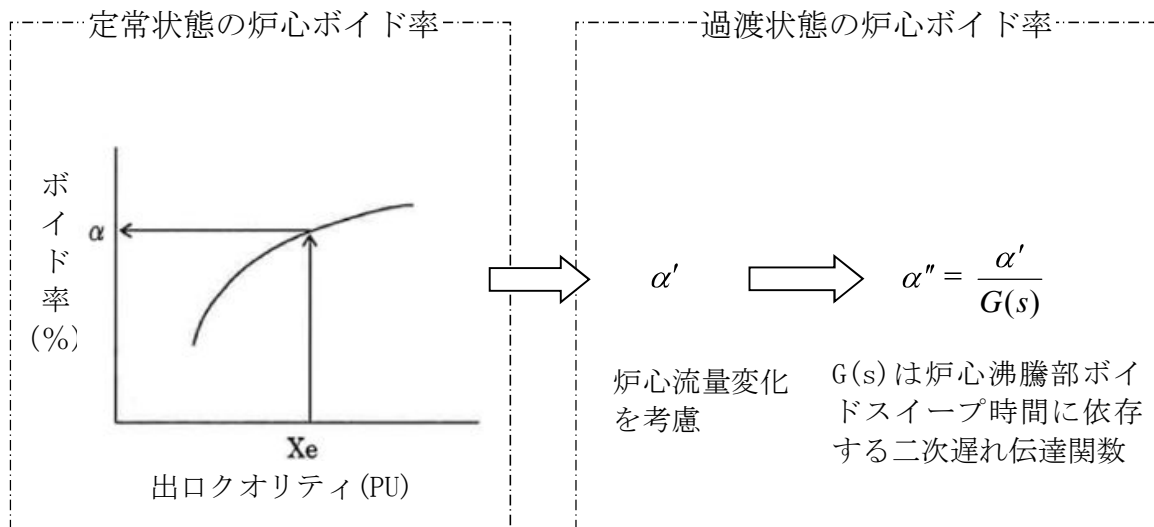 定常状態の炉心ボイド率
過渡状態の炉心ボイド率
ボイド率
(%)
α
Xe
出口クオリティ(PU)
α′
α″ = α′ / G(s)
炉心流量変化
を考慮
G(s)は炉心沸騰部ボイ
ドスイープ時間に依存
する二次遅れ伝達関数